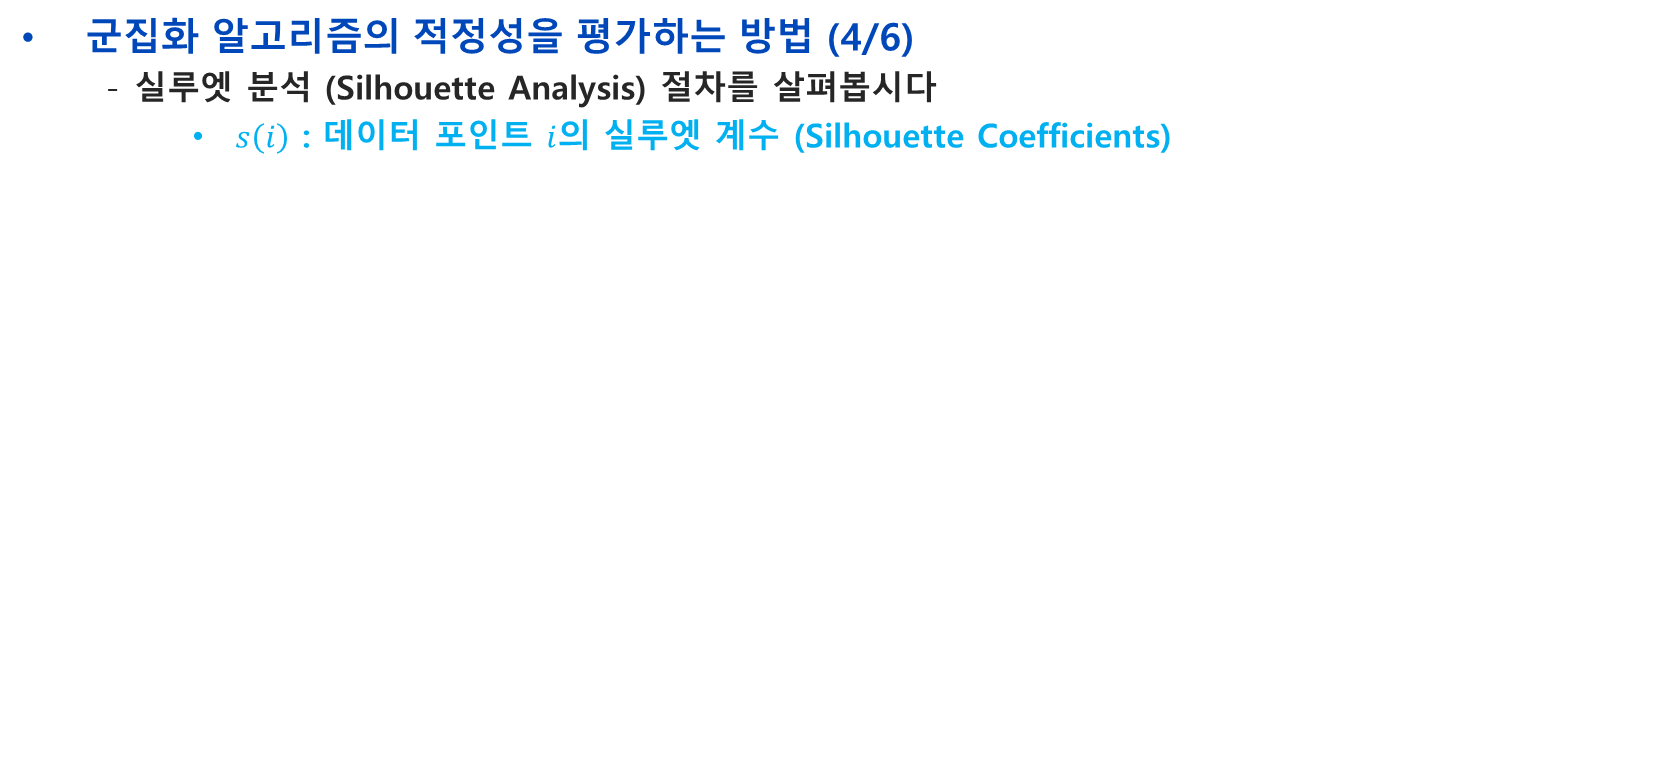 • 군집화 알고리즘의 적정성을 평가하는 방법 (4/6)
- 실루엣 분석 (Silhouette Analysis) 절차를 살펴봅시다
• s(i) : 데이터 포인트 i의 실루엣 계수 (Silhouette Coefficients)